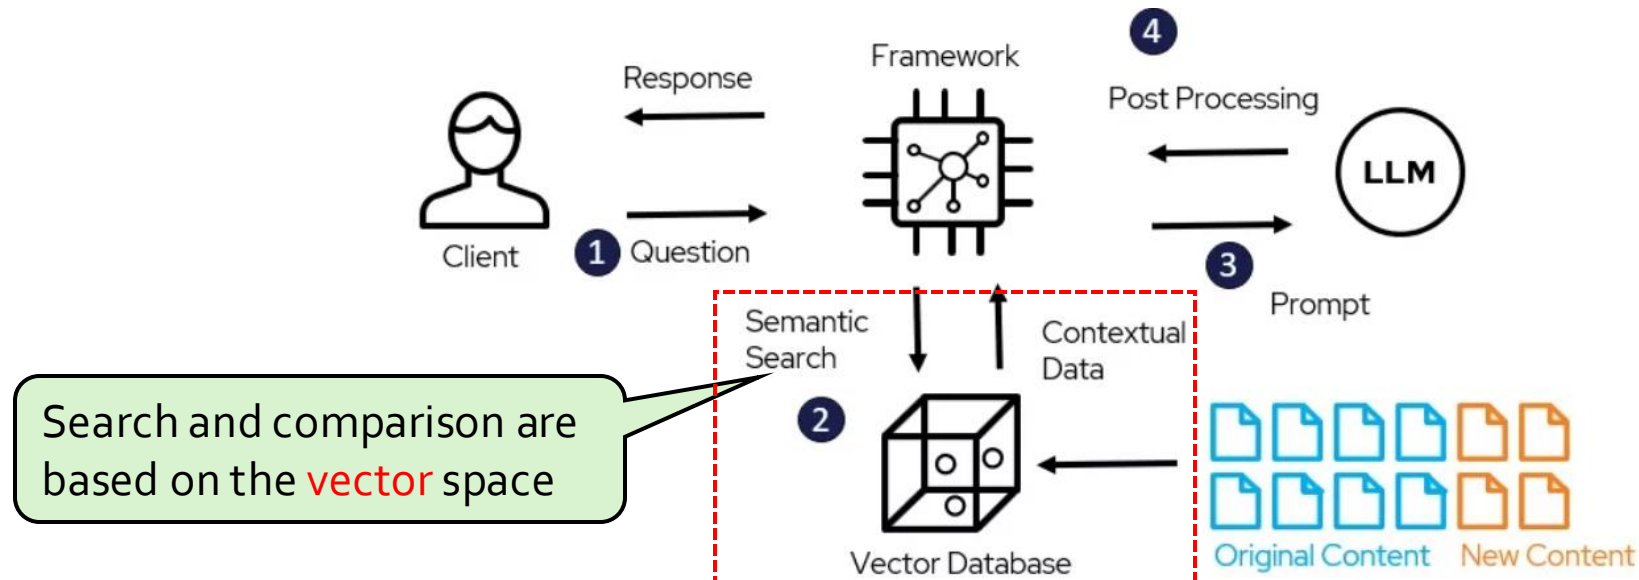 4
Framework
Response
Post Processing
LLM
Client
1 Question
3
Prompt
Semantic
Search
Contextual
Data
2
Search and comparison are
based on the vector space
Vector Database
Original Content
New Content